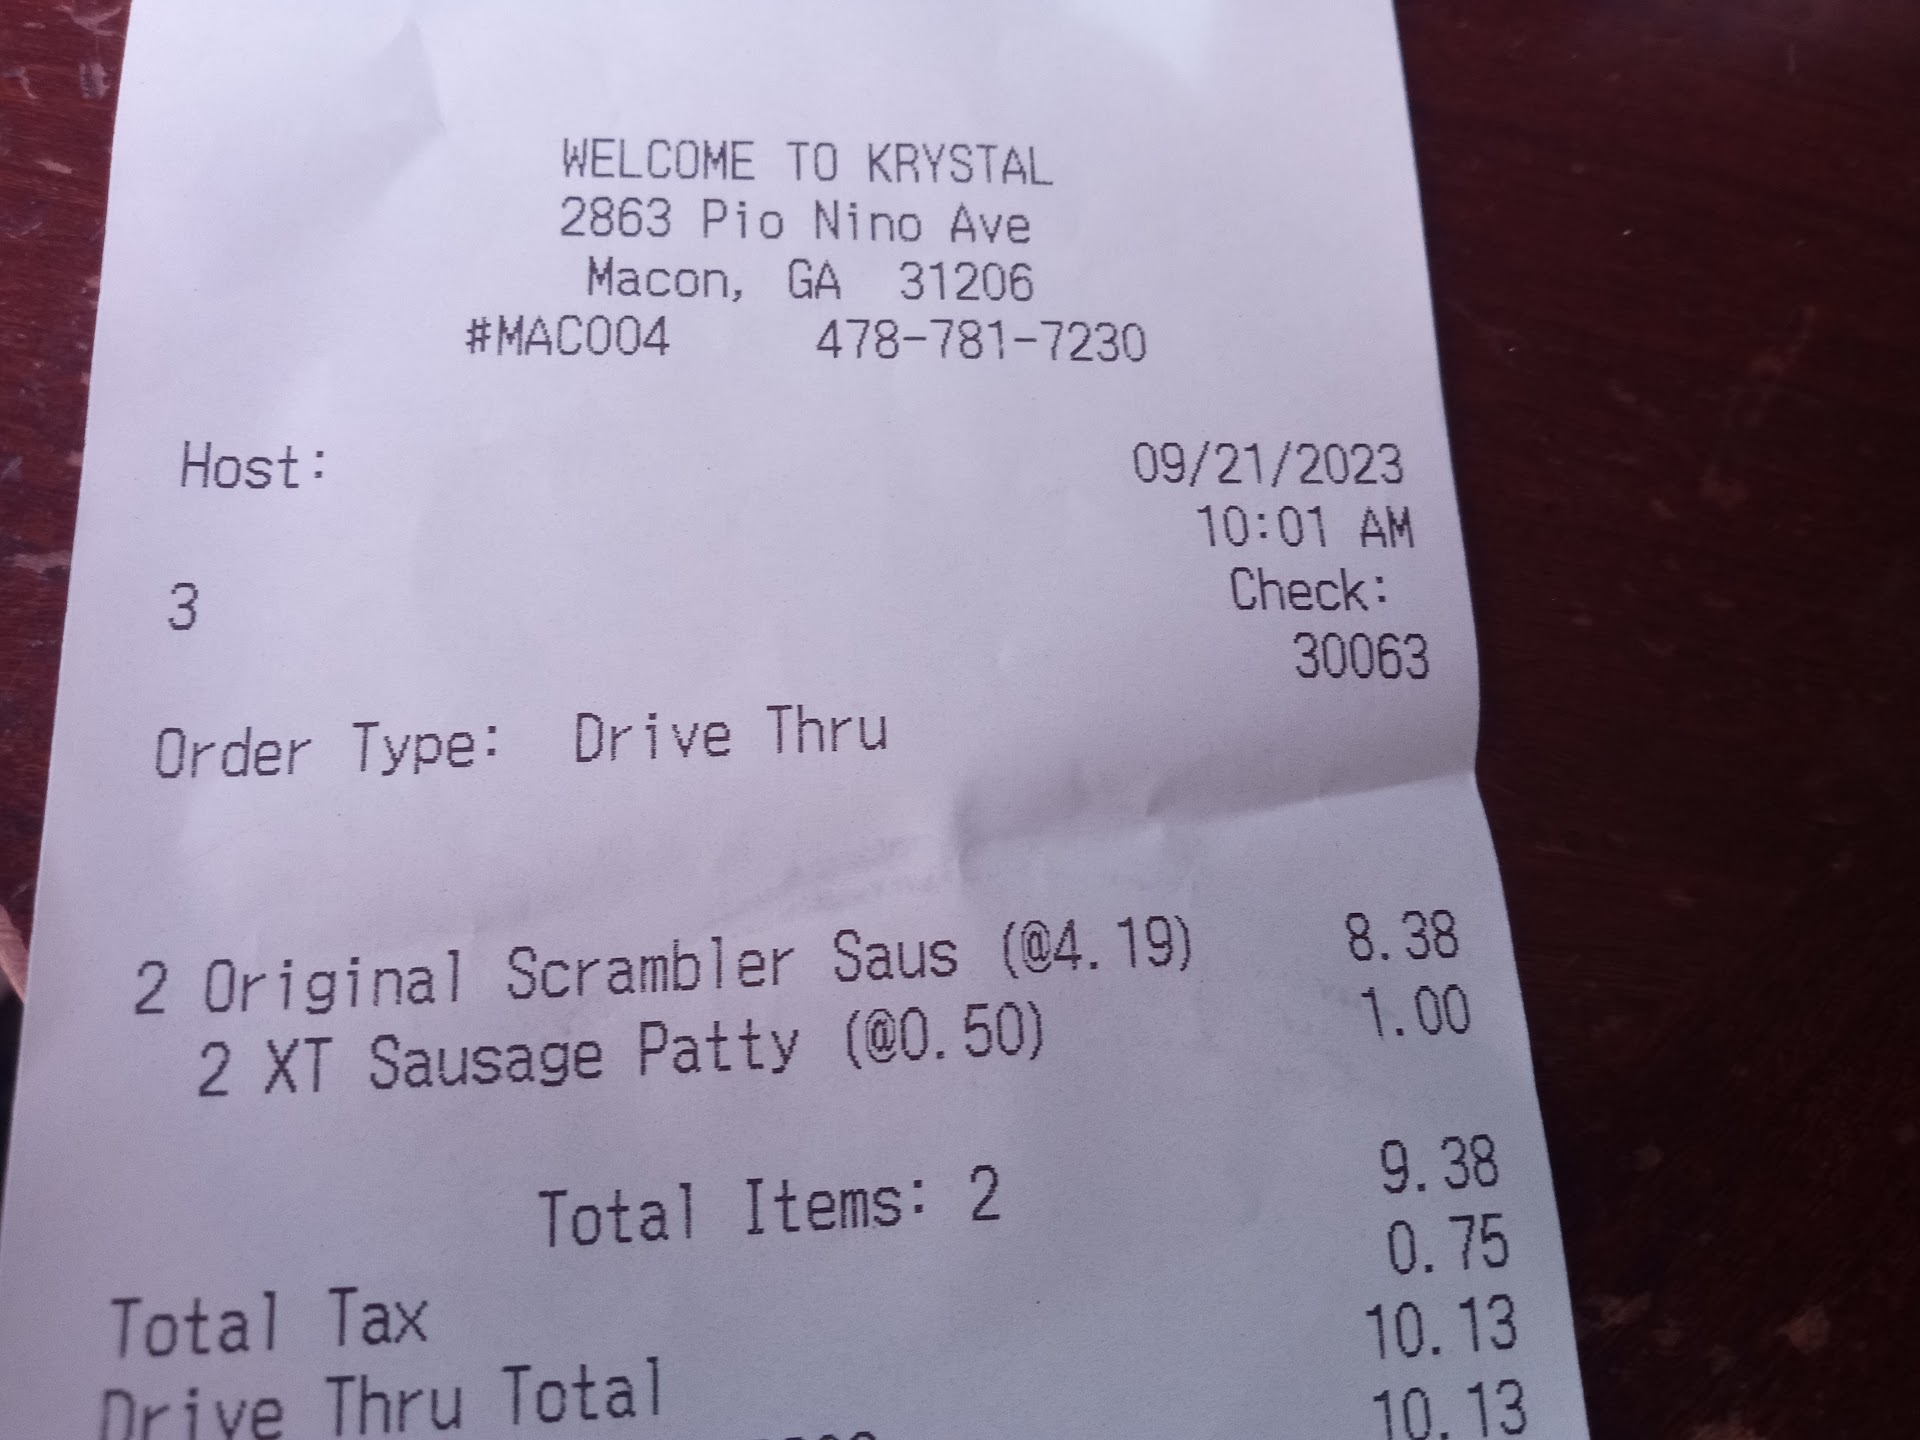 WELCOME TO KRYSTAL
2863 Pio Nino Ave
Macon, GA 31206
#MAC004 478-781-7230
Host: 09/21/2023
10:01 AM
3 Check:
30063
Order Type: Drive Thru
2 Original Scrambler Saus (@4.19) 8.38
2 XT Sausage Patty (@0.50) 1.00
Total Items: 2 9.38
Total Tax 0.75
Drive Thru Total 10.13
10.13